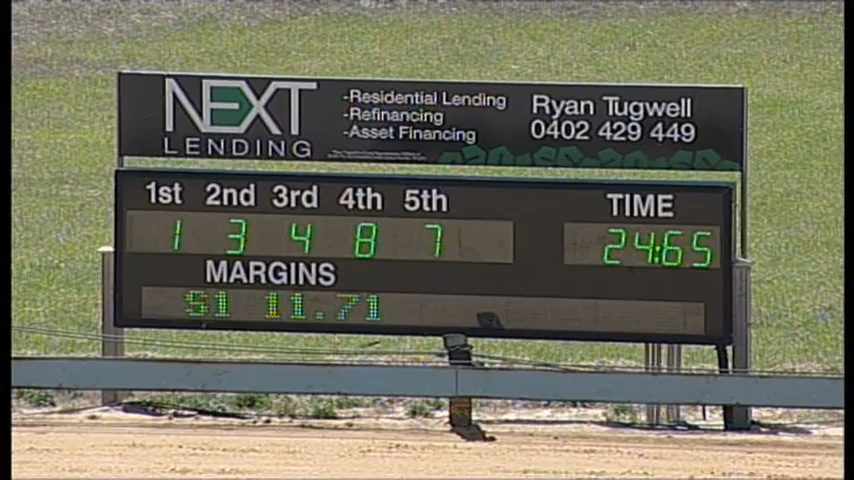 NEXT
LENDING
-Residential Lending
-Refinancing
-Asset Financing
Ryan Tugwell
0402 429 449
1st 2nd 3rd 4th 5th TIME
1 3 4 8 7 24:65
MARGINS
S1 11.71